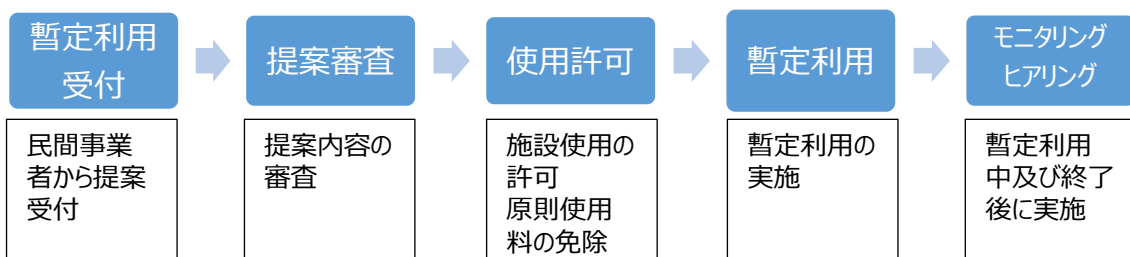 暫定利用
受付
提案審査
使用許可
暫定利用
モニタリング
ヒアリング
民間事業
者から提案
受付
提案内容の
審査
施設使用の
許可
原則使用
料の免除
暫定利用の
実施
暫定利用
中及び終了
後に実施